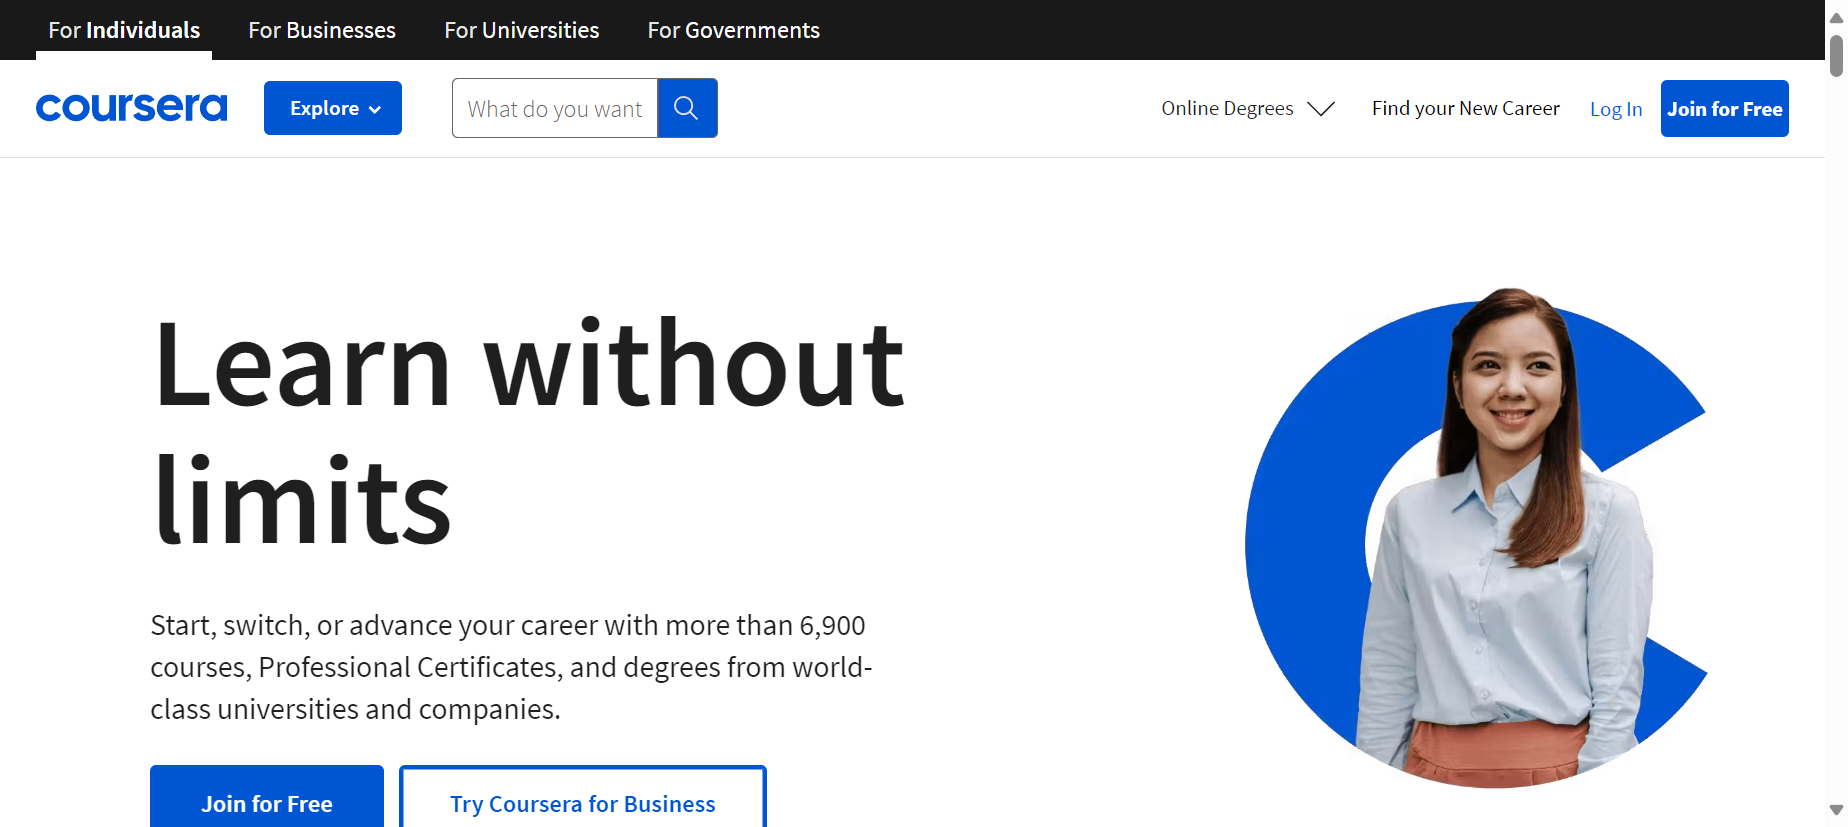 For Individuals
For Businesses
For Universities
For Governments
coursera
Explore
What do you want
Online Degrees
Find your New Career
Log In
Join for Free
Learn without
limits
Start, switch, or advance your career with more than 6,900
courses, Professional Certificates, and degrees from world-
class universities and companies.
Join for Free
Try Coursera for Business